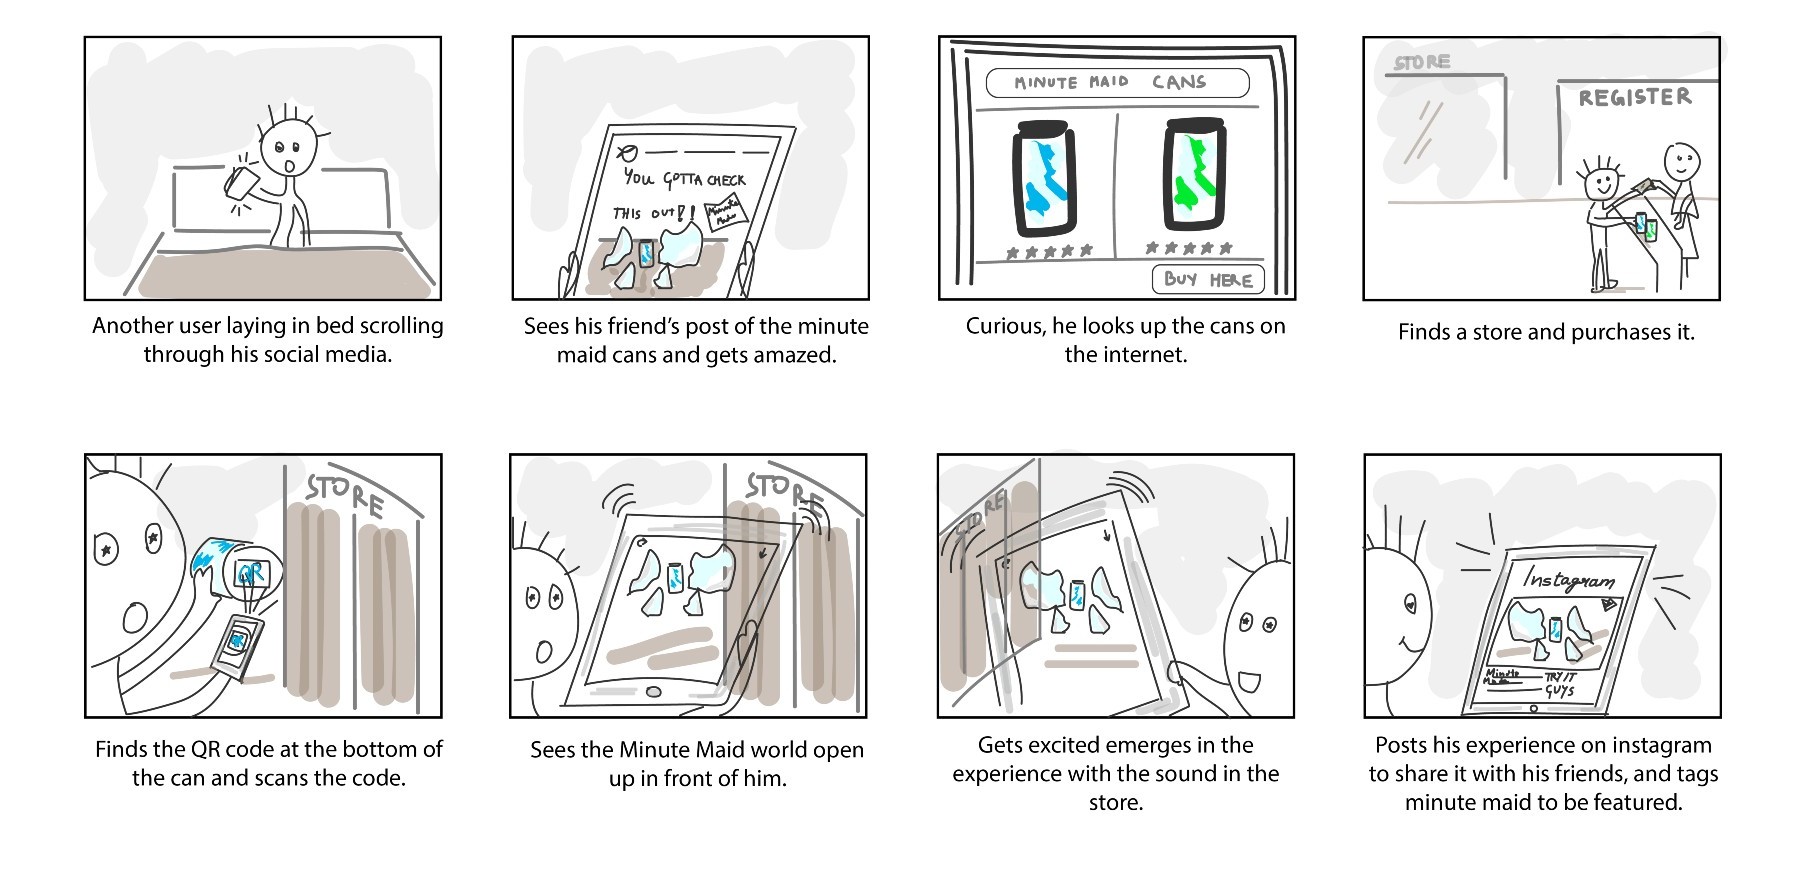 YOU GOTTA CHECK
THIS OUT?!
Minute
Maid
Another user laying in bed scrolling
through his social media.
Sees his friend's post of the minute
maid cans and gets amazed.
MINUTE MAID CANS
BUY HERE
Curious, he looks up the cans on
the internet.
STORE
REGISTER
Finds a store and purchases it.
STORE
QR
QR
Finds the QR code at the bottom of
the can and scans the code.
STORE
Sees the Minute Maid world open
up in front of him.
STORE
Gets excited emerges in the
experience with the sound in the
store.
Instagram
Minute
Maid
TRY IT
GUYS
Posts his experience on instagram
to share it with his friends, and tags
minute maid to be featured.